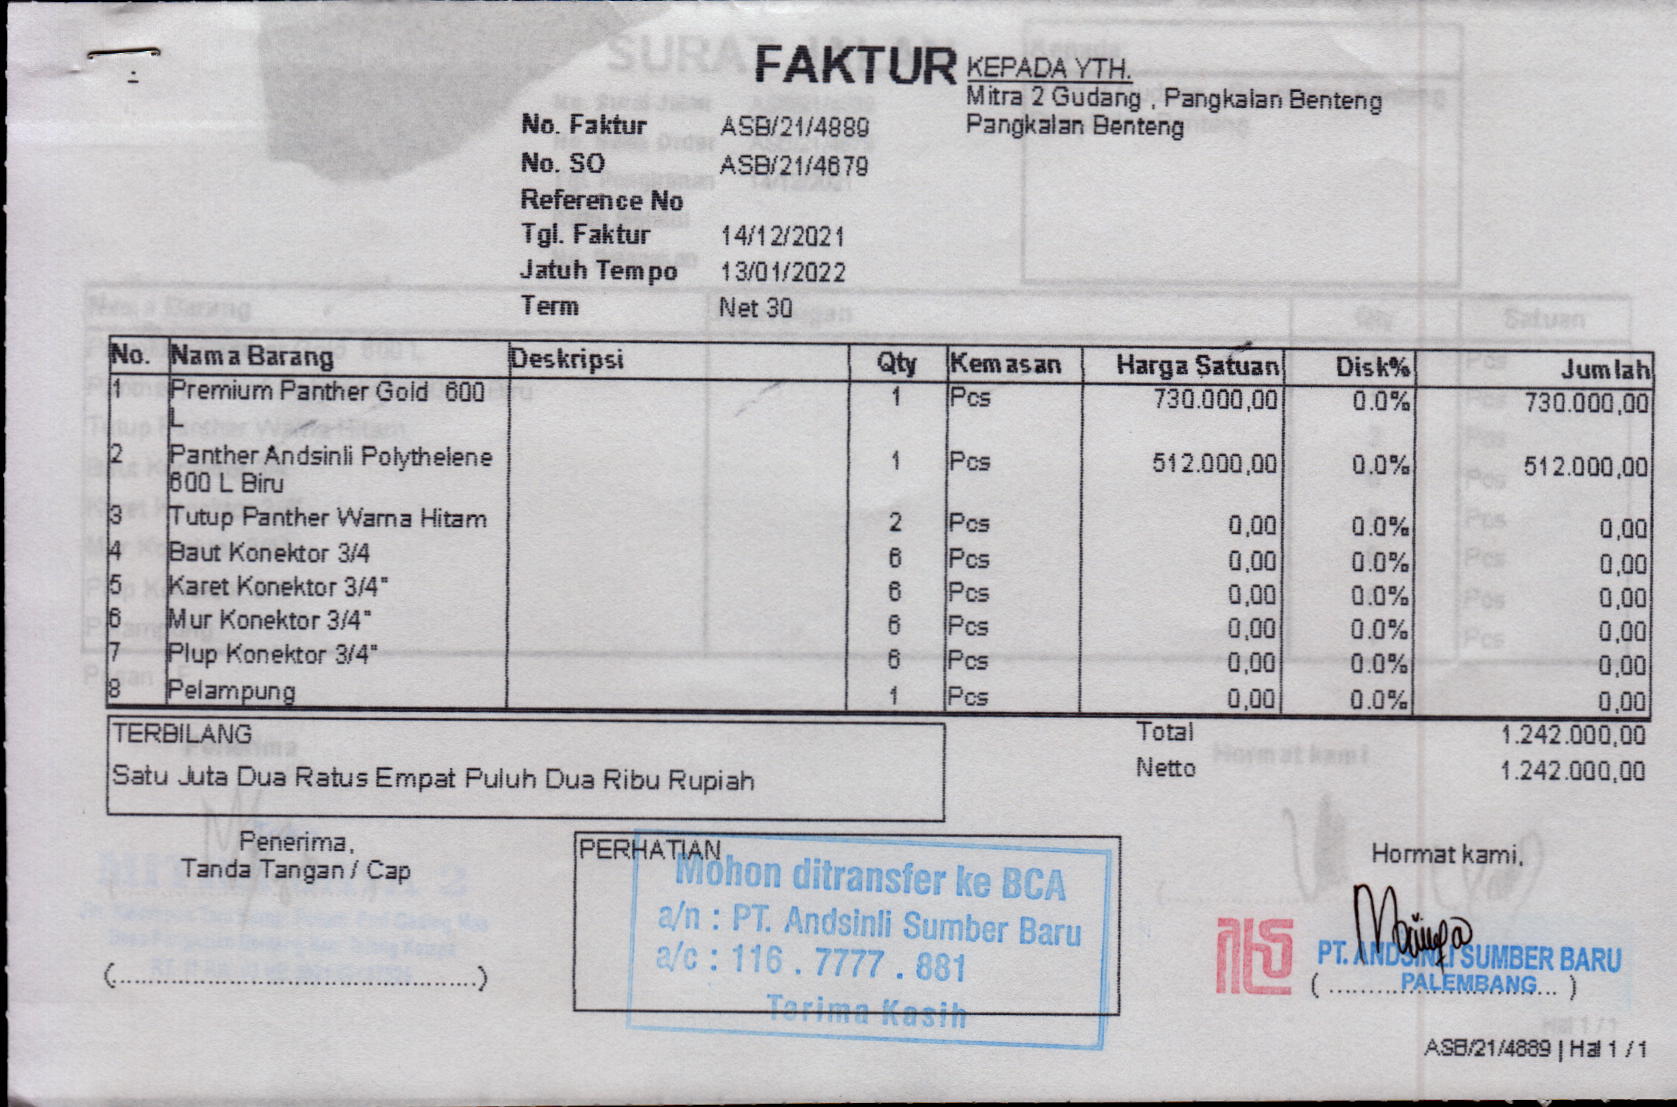 FAKTUR
KEPADA YTH.
Mitra 2 Gudang , Pangkalan Benteng
Pangkalan Benteng
No. Faktur ASB/21/4889
No. SO ASB/21/4679
Reference No
Tgl. Faktur 14/12/2021
Jatuh Tempo 13/01/2022
Term Net 30
No. Nama Barang Deskripsi Qty Kemasan Harga Satuan Disk% Jumlah
1 Premium Panther Gold 600 L 1 Pcs 730.000,00 0.0% 730.000,00
2 Panther Andsinli Polythelene 600 L Biru 1 Pcs 512.000,00 0.0% 512.000,00
3 Tutup Panther Warna Hitam 2 Pcs 0,00 0.0% 0,00
4 Baut Konektor 3/4 6 Pcs 0,00 0.0% 0,00
5 Karet Konektor 3/4" 6 Pcs 0,00 0.0% 0,00
6 Mur Konektor 3/4" 6 Pcs 0,00 0.0% 0,00
7 Plup Konektor 3/4" 6 Pcs 0,00 0.0% 0,00
8 Pelampung 1 Pcs 0,00 0.0% 0,00
TERBILANG
Satu Juta Dua Ratus Empat Puluh Dua Ribu Rupiah
Total 1.242.000,00
Netto 1.242.000,00
Penerima,
Tanda Tangan / Cap
(................................................)
PERHATIAN
Mohon ditransfer ke BCA
a/n : PT. Andsinli Sumber Baru
a/c : 116 . 7777 . 881
Terima Kasih
Hormat kami,
PT. ANDSINLI SUMBER BARU
PALEMBANG
ASB/21/4889 | Hal 1 / 1